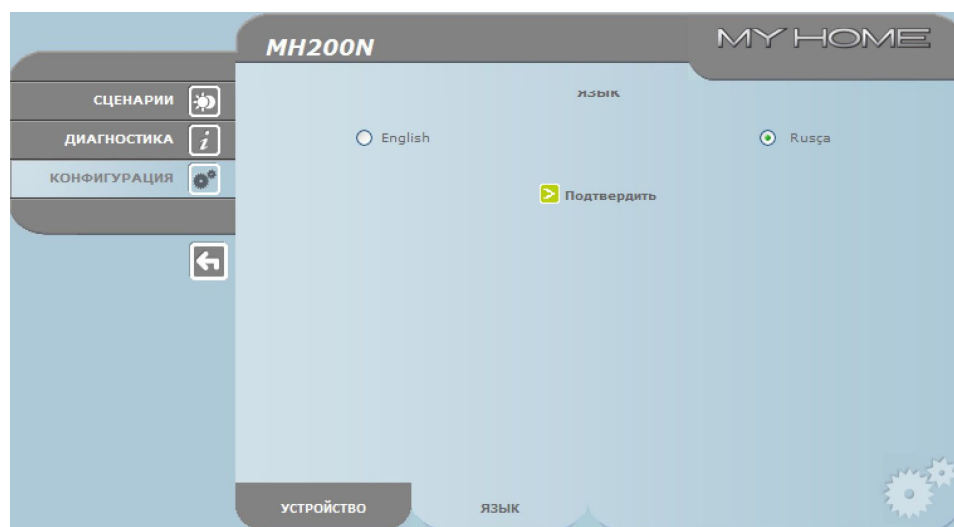 MH200N
MY HOME
СЦЕНАРИИ
ДИАГНОСТИКА
КОНФИГУРАЦИЯ
ЯЗЫК
English
Rusça
Подтвердить
УСТРОЙСТВО
ЯЗЫК